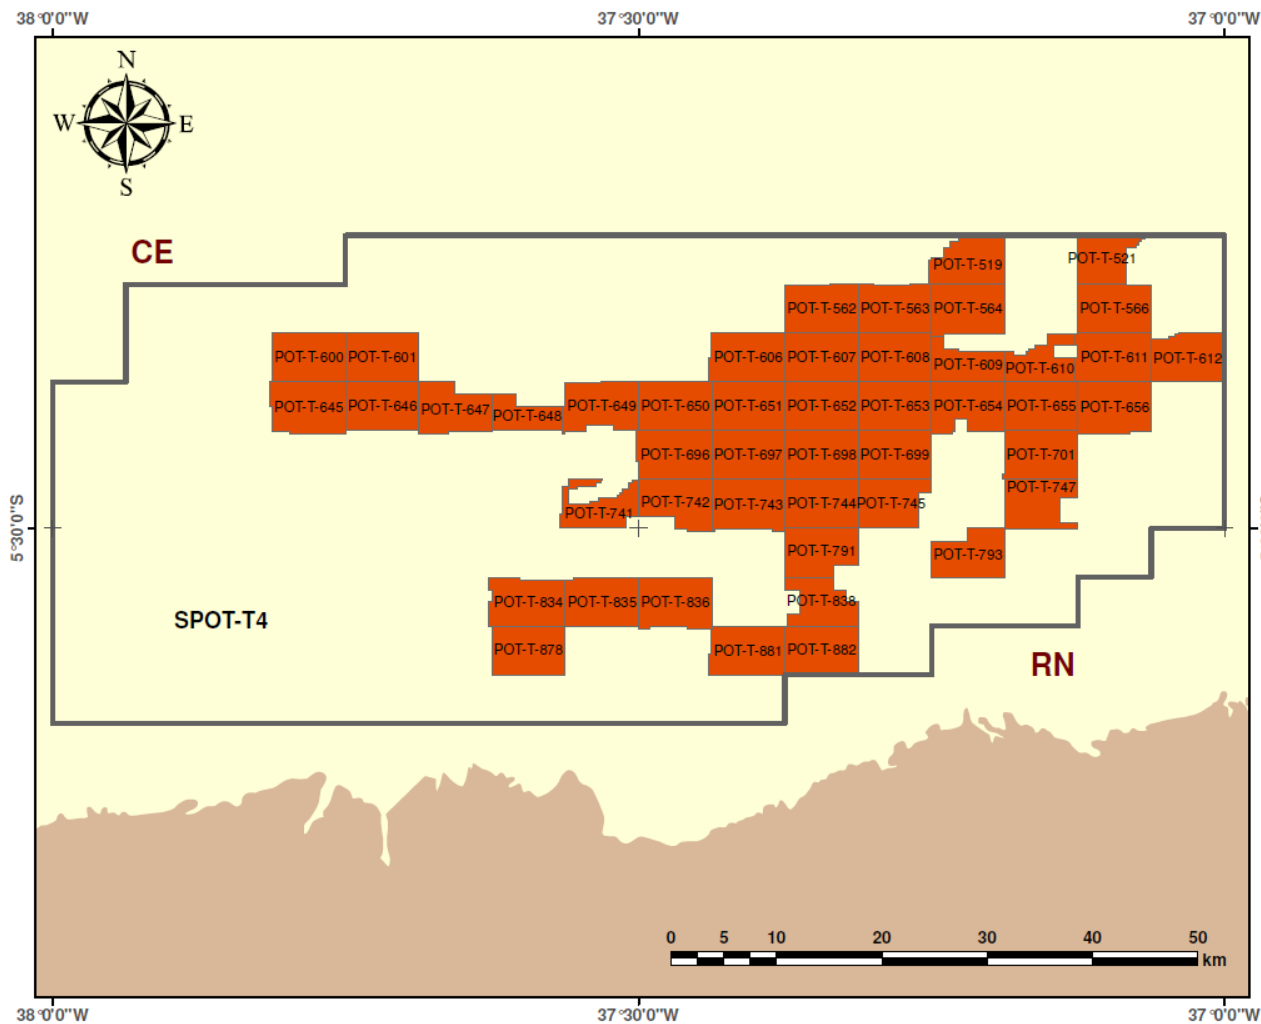 38°0'0"W 37°30'0"W 37°0'0"W
N
W E
S
CE
POT-T-519 POT-T-521
POT-T-562 POT-T-563 POT-T-564 POT-T-566
POT-T-600 POT-T-601 POT-T-606 POT-T-607 POT-T-608 POT-T-609 POT-T-610 POT-T-611 POT-T-612
POT-T-645 POT-T-646 POT-T-647 POT-T-648 POT-T-649 POT-T-650 POT-T-651 POT-T-652 POT-T-653 POT-T-654 POT-T-655 POT-T-656
POT-T-696 POT-T-697 POT-T-698 POT-T-699 POT-T-701
POT-T-741 POT-T-742 POT-T-743 POT-T-744 POT-T-745 POT-T-747
5°30'0"S
POT-T-791 POT-T-793
SPOT-T4
POT-T-834 POT-T-835 POT-T-836 POT-T-838
POT-T-878 POT-T-881 POT-T-882
RN
0 5 10 20 30 40 50
km
38°0'0"W 37°30'0"W 37°0'0"W